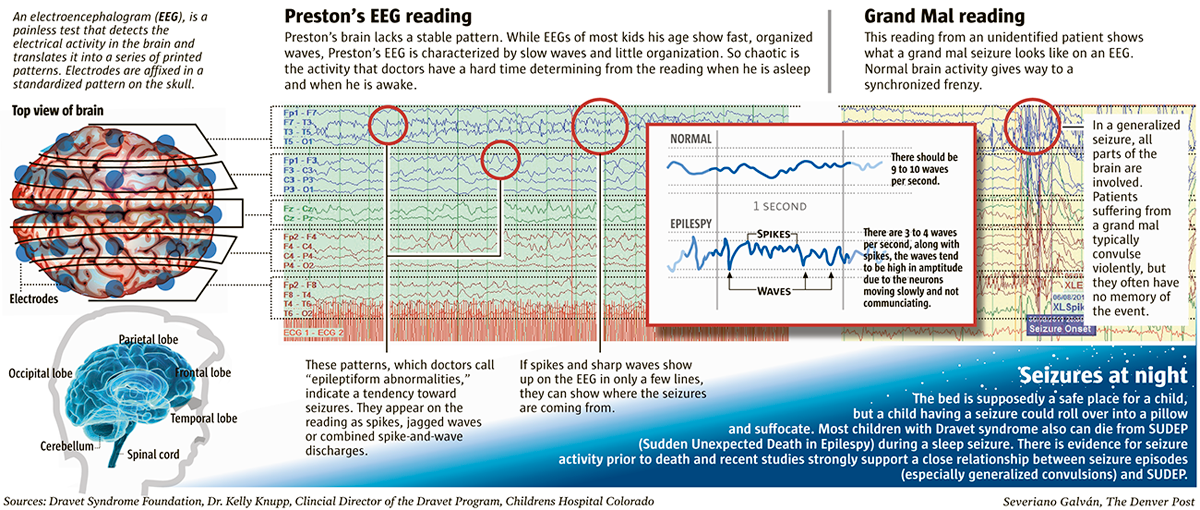 An electroencephalogram (EEG), is a
painless test that detects the
electrical activity in the brain and
translates it into a series of printed
patterns. Electrodes are affixed in a
standardized pattern on the skull.
Top view of brain
Electrodes
Parietal lobe
Occipital lobe
Frontal lobe
Temporal lobe
Cerebellum
Spinal cord
Preston's EEG reading
Preston's brain lacks a stable pattern. While EEGs of most kids his age show fast, organized
waves, Preston's EEG is characterized by slow waves and little organization. So chaotic is
the activity that doctors have a hard time determining from the reading when he is asleep
and when he is awake.
Fp1 - F7
F7 - T3
T3 - T5
T5 - O1
Fp1 - F3
F3 - C3
C3 - P3
P3 - O1
Fz - Cz
Cz - Pz
Fp2 - F4
F4 - C4
C4 - P4
P4 - O2
Fp2 - F8
F8 - T4
T4 - T6
T6 - O2
ECG 1 - ECG 2
These patterns, which doctors call
"epileptiform abnormalities,"
indicate a tendency toward
seizures. They appear on the
reading as spikes, jagged waves
or combined spike-and-wave
discharges.
If spikes and sharp waves show
up on the EEG in only a few lines,
they can show where the seizures
are coming from.
NORMAL
There should be
9 to 10 waves
per second.
1 SECOND
EPILESPY
SPIKES
WAVES
There are 3 to 4 waves
per second, along with
spikes, the waves tend
to be high in amptitude
due to the neurons
moving slowly and not
communciating.
Grand Mal reading
This reading from an unidentified patient shows
what a grand mal seizure looks like on an EEG.
Normal brain activity gives way to a
synchronized frenzy.
In a generalized
seizure, all
parts of the
brain are
involved.
Patients
suffering from
a grand mal
typically
convulse
violently, but
they often have
no memory of
the event.
XLE
06/08/201
XLSpik
Seizure Onset
Seizures at night
The bed is supposedly a safe place for a child,
but a child having a seizure could roll over into a pillow
and suffocate. Most children with Dravet syndrome also can die from SUDEP
(Sudden Unexpected Death in Epilespy) during a sleep seizure. There is evidence for seizure
activity prior to death and recent studies strongly support a close relationship between seizure episodes
(especially generalized convulsions) and SUDEP.
Sources: Dravet Syndrome Foundation, Dr. Kelly Knupp, Clincial Director of the Dravet Program, Childrens Hospital Colorado
Severiano Galván, The Denver Post